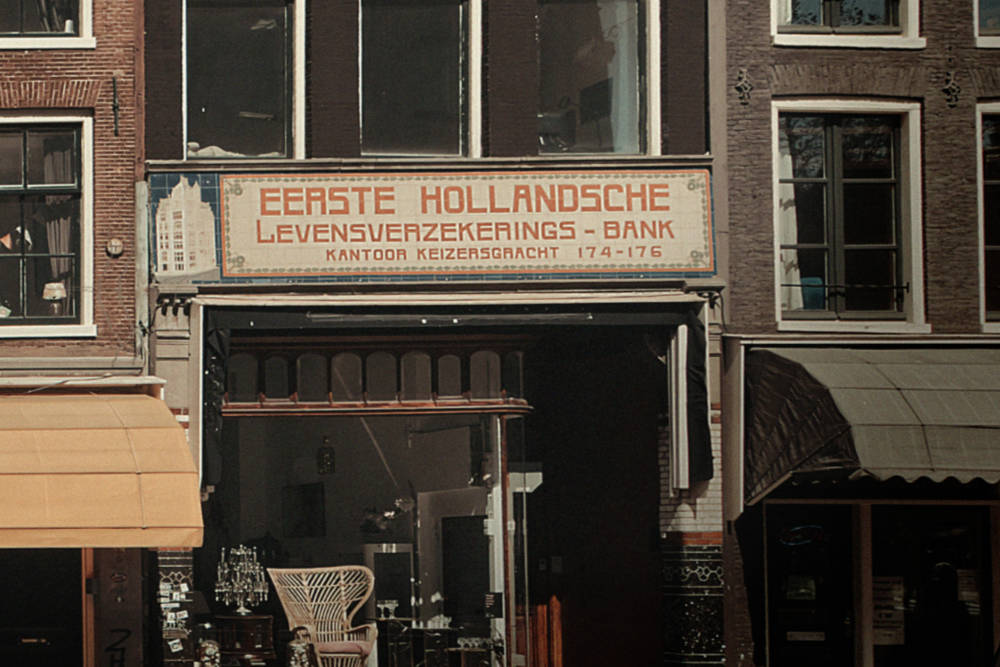 EERSTE HOLLANDSCHE
LEVENSVERZEKERINGS - BANK
KANTOOR KEIZERSGRACHT 174-176